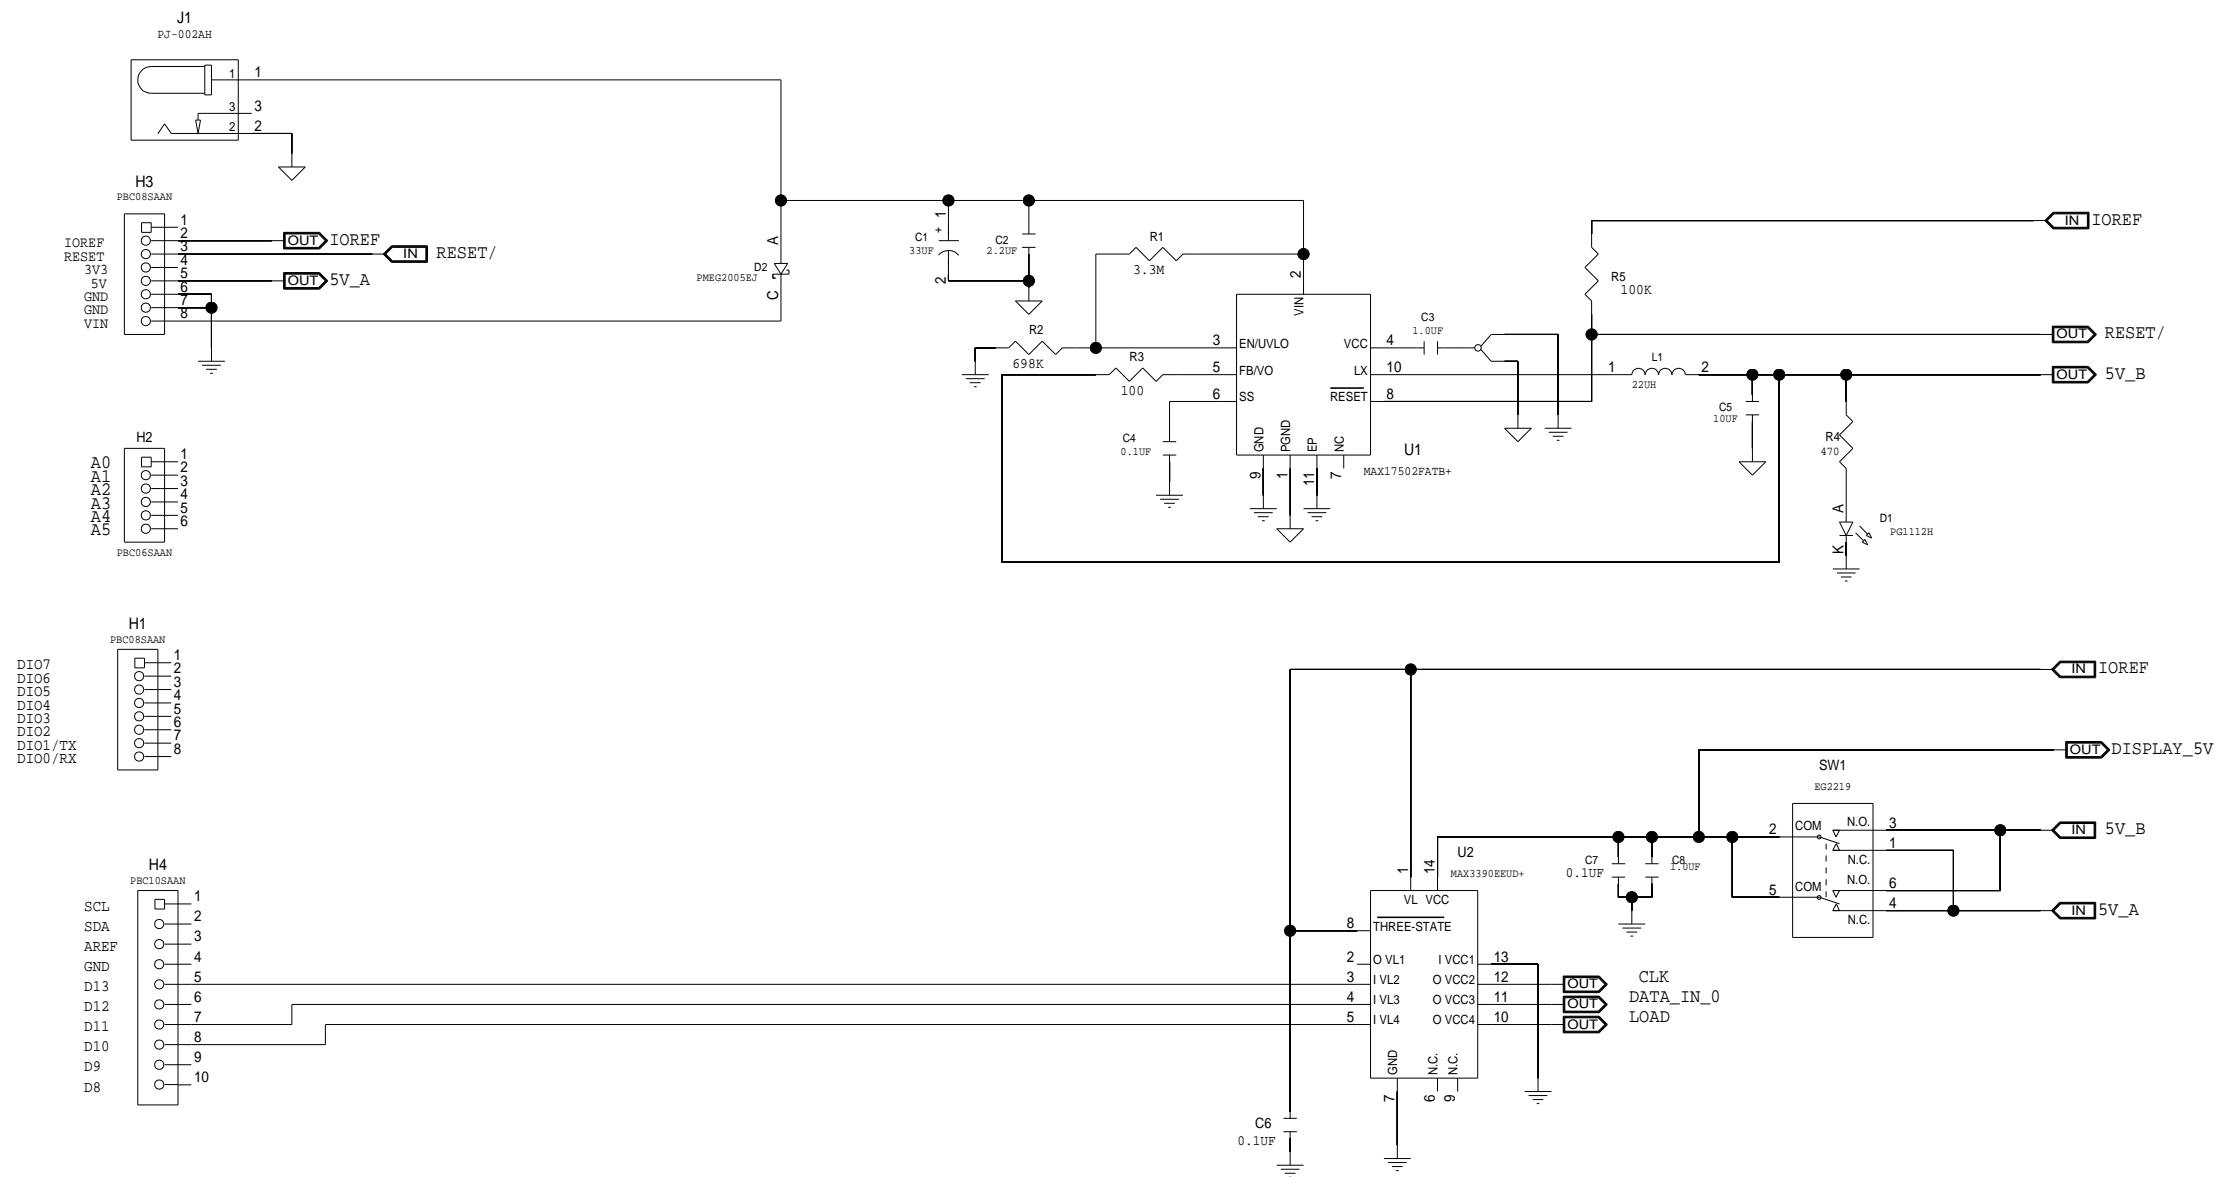 J1
PJ-002AH
1 1
3 3
2 2
H3
PBC08SAAN
1
IOREF 2 OUT IOREF
RESET 3 IN RESET/
3V3 4
5V 5 OUT 5V_A
GND 6
GND 7
VIN 8
A
D2
PMEG2005EJ
C
1
+
C1
33UF
2
C2
2.2UF
R1
3.3M
R2
698K
R3
100
C4
0.1UF
2
VIN
3 EN/UVLO
5 FB/VO
6 SS
VCC 4
LX 10
RESET 8
GND PGND EP NC
9 1 11 7
U1
MAX17502FATB+
C3
1.0UF
IN IOREF
R5
100K
OUT RESET/
1 L1 2
22UH
OUT 5V_B
C5
10UF
R4
470
A
D1
PG1112H
K
H2
A0 1
A1 2
A2 3
A3 4
A4 5
A5 6
PBC06SAAN
H1
PBC08SAAN
DIO7 1
DIO6 2
DIO5 3
DIO4 4
DIO3 5
DIO2 6
DIO1/TX 7
DIO0/RX 8
H4
PBC10SAAN
SCL 1
SDA 2
AREF 3
GND 4
D13 5
D12 6
D11 7
D10 8
D9 9
D8 10
IN IOREF
OUT DISPLAY_5V
SW1
EG2219
2 COM N.O. 3
N.C. 1
5 COM N.O. 6
N.C. 4
IN 5V_B
IN 5V_A
C7
0.1UF
C8
1.0UF
U2
MAX3390EEUD+
1 14
VL VCC
8 THREE-STATE
2 O VL1 I VCC1 13
3 I VL2 O VCC2 12
4 I VL3 O VCC3 11
5 I VL4 O VCC4 10
GND N.C. N.C.
7 6 9
OUT CLK
OUT DATA_IN_0
OUT LOAD
C6
0.1UF